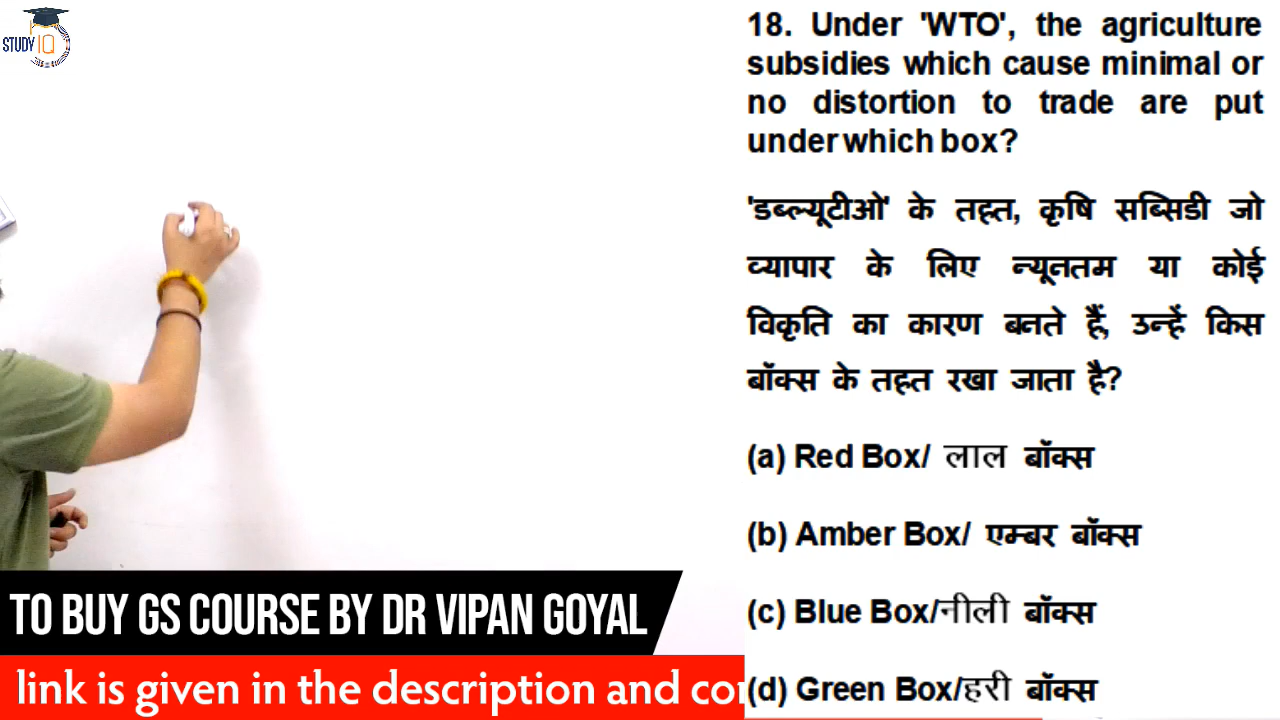 STUDY IQ
18. Under 'WTO', the agriculture
subsidies which cause minimal or
no distortion to trade are put
under which box?
'डब्ल्यूटीओ' के तहत, कृषि सब्सिडी जो
व्यापार के लिए न्यूनतम या कोई
विकृति का कारण बनते हैं, उन्हें किस
बॉक्स के तहत रखा जाता है?
(a) Red Box/ लाल बॉक्स
(b) Amber Box/ एम्बर बॉक्स
(c) Blue Box/नीली बॉक्स
(d) Green Box/हरी बॉक्स
TO BUY GS COURSE BY DR VIPAN GOYAL
link is given in the description and